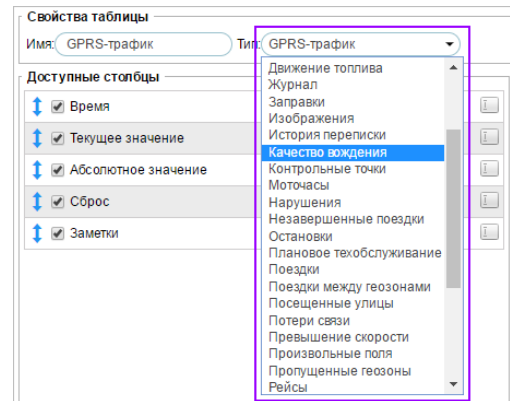 Свойства таблицы
Имя: GPRS-трафик Тип: GPRS-трафик
Доступные столбцы
Время
Текущее значение
Абсолютное значение
Сброс
Заметки
Движение топлива
Журнал
Заправки
Изображения
История переписки
Качество вождения
Контрольные точки
Моточасы
Нарушения
Незавершенные поездки
Остановки
Плановое техобслуживание
Поездки
Поездки между геозонами
Посещенные улицы
Потери связи
Превышение скорости
Произвольные поля
Пропущенные геозоны
Рейсы